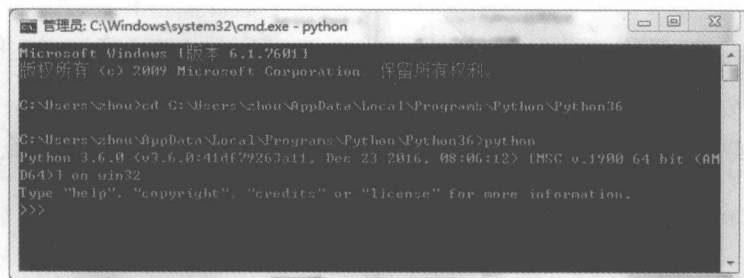 管理员: C:\Windows\system32\cmd.exe - python
Microsoft Windows [版本 6.1.7601]
版权所有 (c) 2009 Microsoft Corporation。保留所有权利。
C:\Users\zhou>cd C:\Users\zhou\AppData\Local\Programs\Python\Python36
C:\Users\zhou\AppData\Local\Programs\Python\Python36>python
Python 3.6.0 (v3.6.0:41df79263a11, Dec 23 2016, 08:06:12) [MSC v.1900 64 bit (AM
D64)] on win32
Type "help", "copyright", "credits" or "license" for more information.
>>>